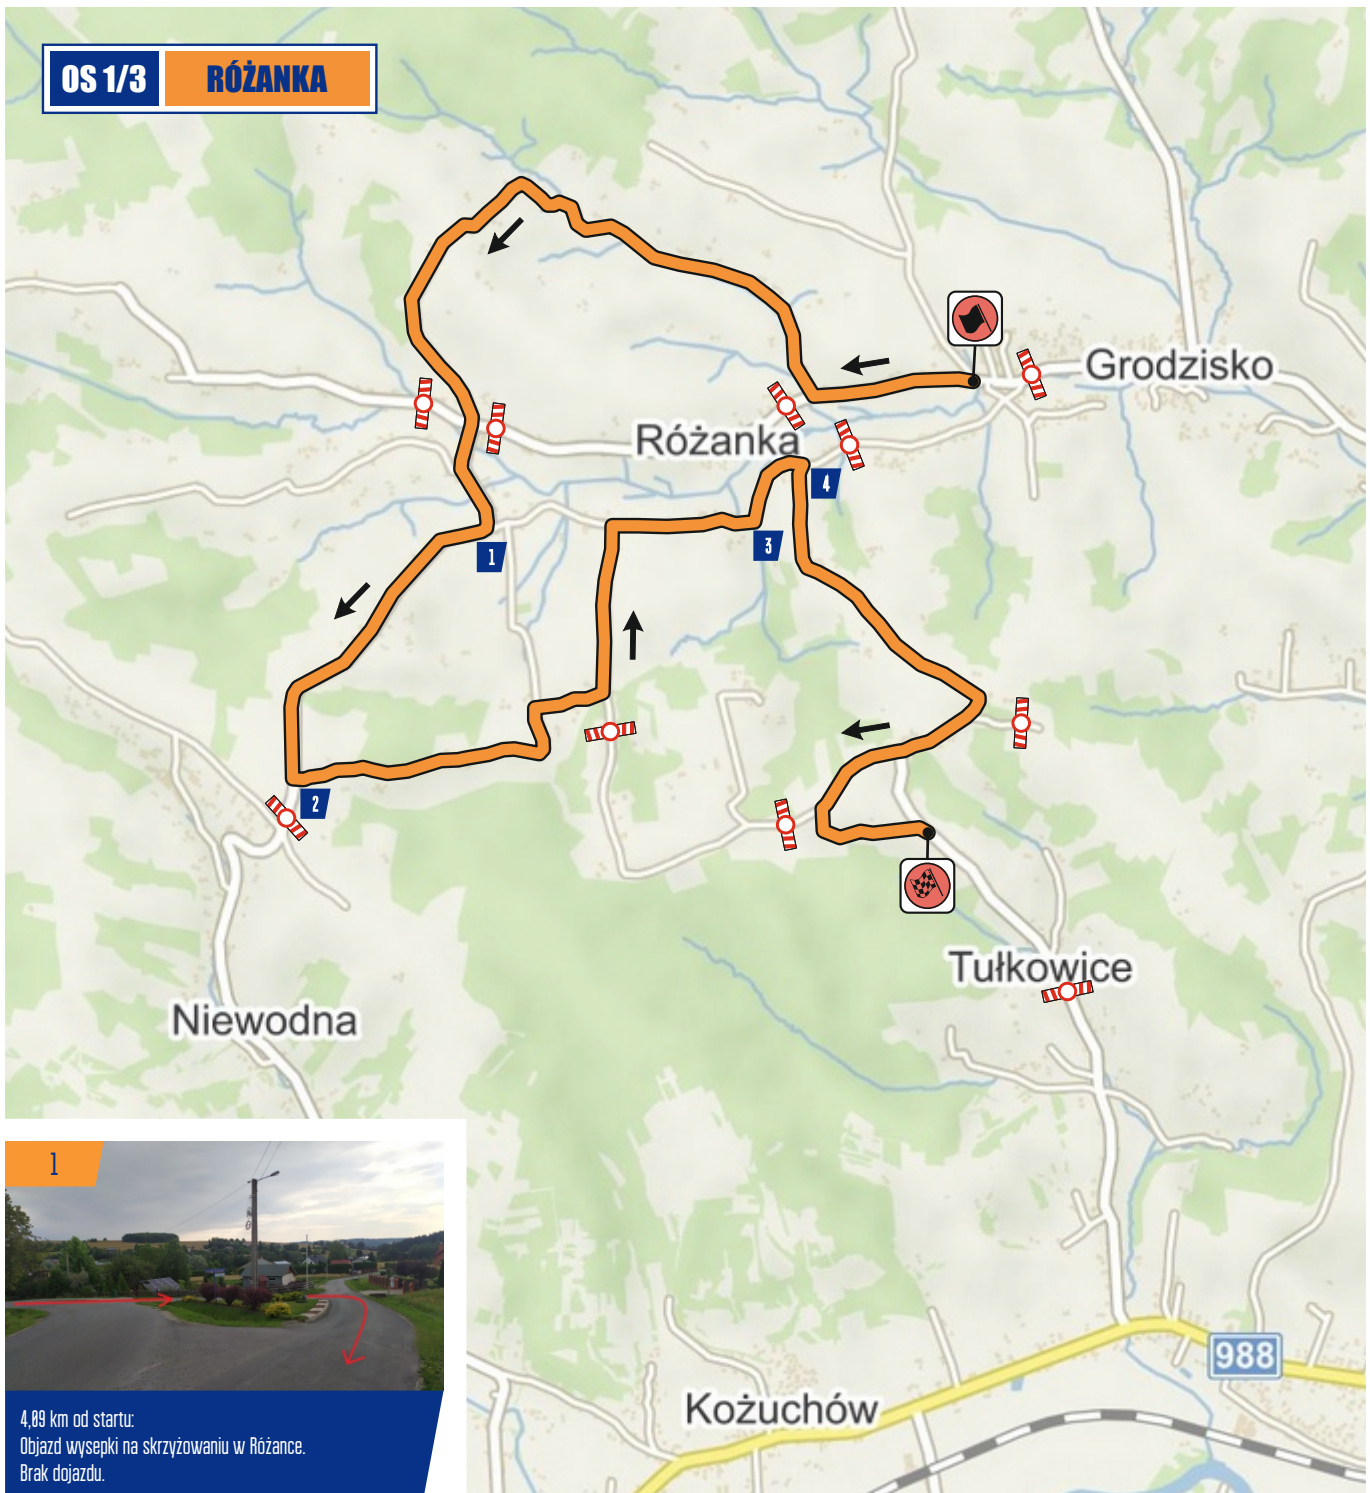 OS 1/3 RÓŻANKA
Grodzisko
Różanka
4
3
1
2
Tułkowice
Niewodna
1
988
Kożuchów
4,89 km od startu:
Objazd wysepki na skrzyżowaniu w Różance.
Brak dojazdu.